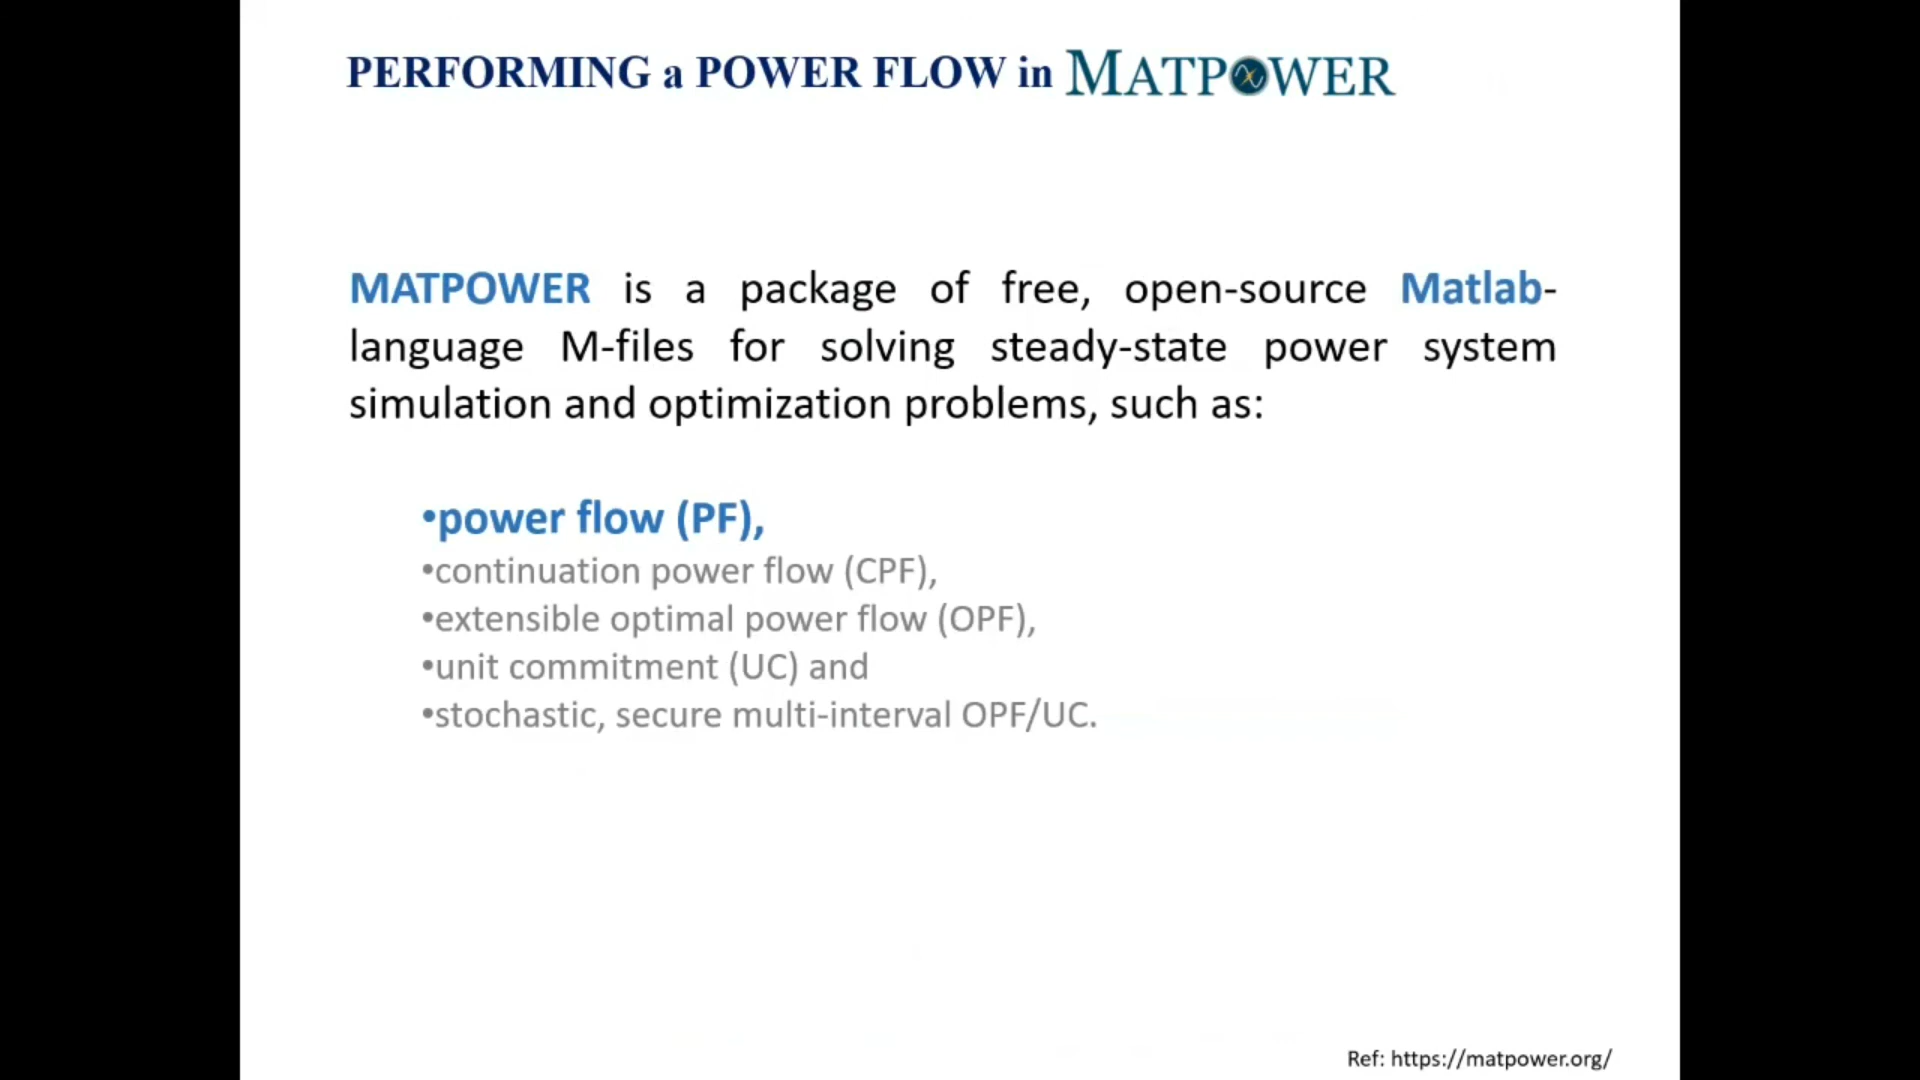 PERFORMING a POWER FLOW in MATPOWER
MATPOWER is a package of free, open-source Matlab-
language M-files for solving steady-state power system
simulation and optimization problems, such as:
•power flow (PF),
•continuation power flow (CPF),
•extensible optimal power flow (OPF),
•unit commitment (UC) and
•stochastic, secure multi-interval OPF/UC.
Ref: https://matpower.org/